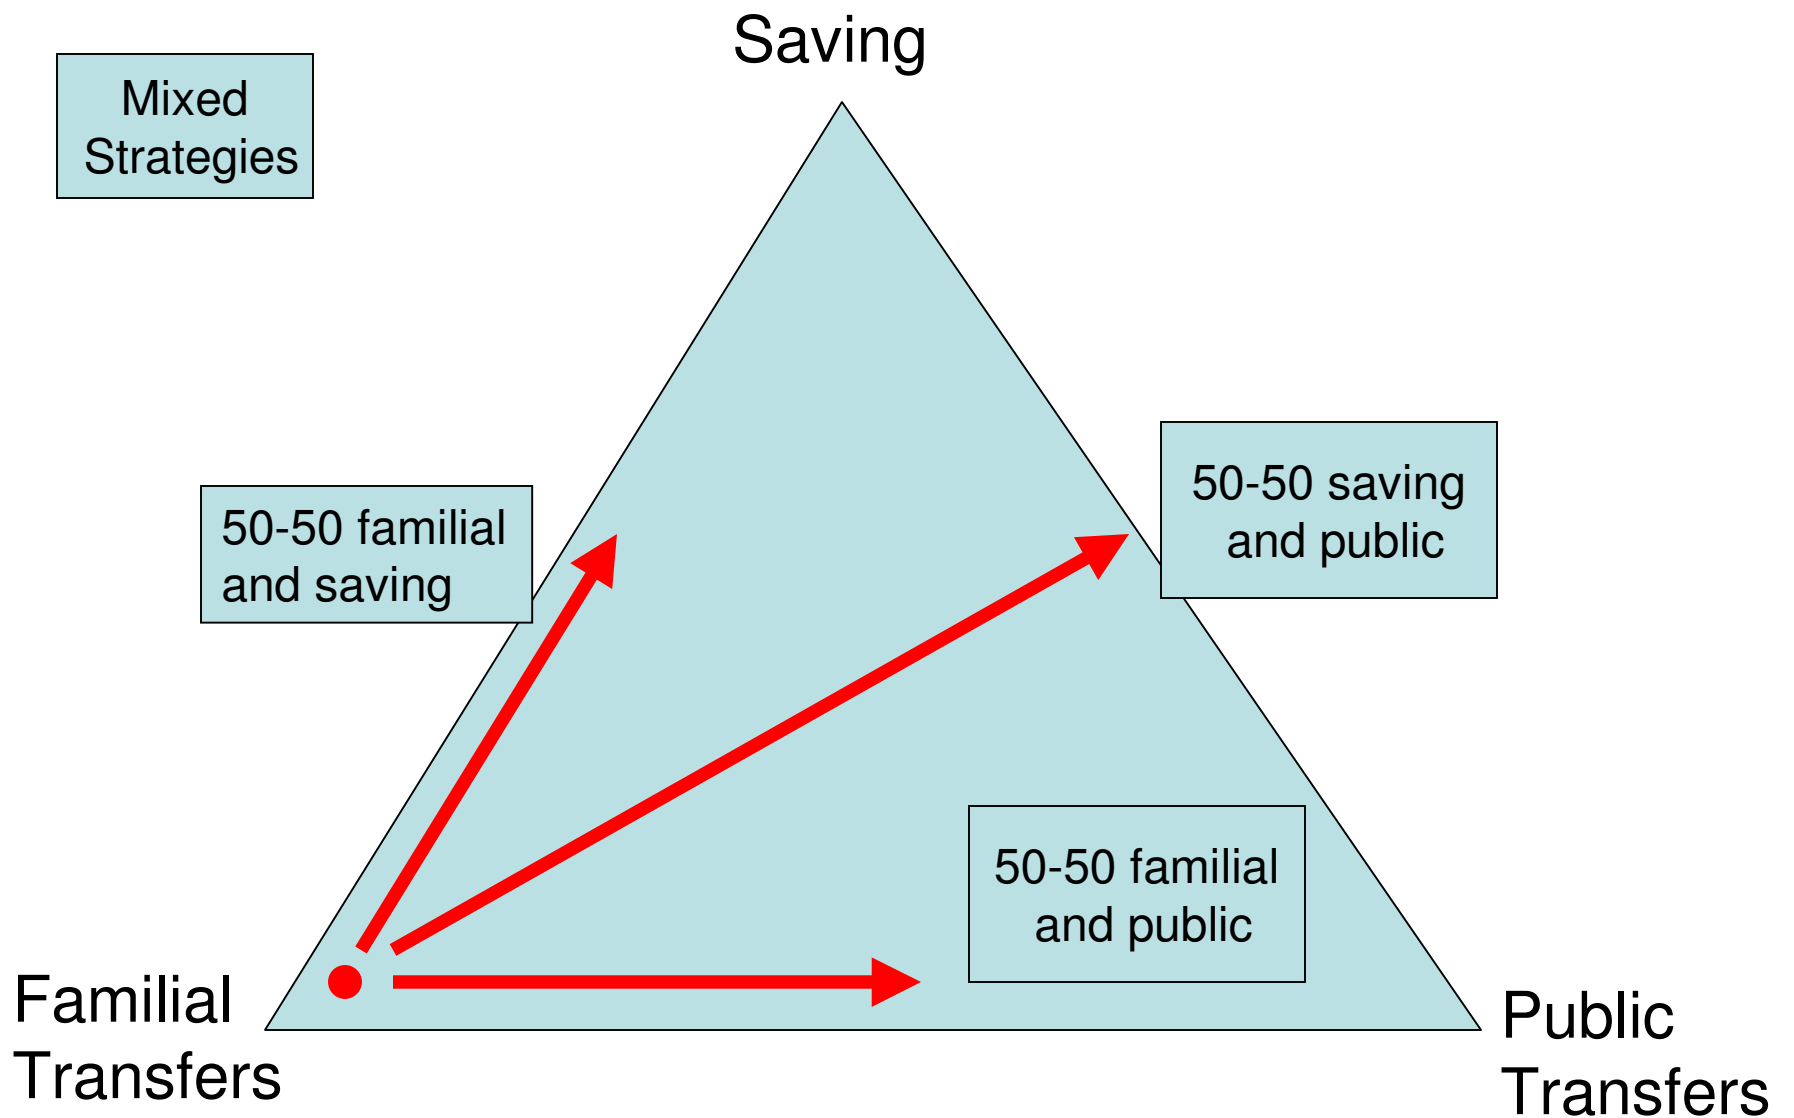 Saving
Mixed
Strategies
50-50 saving
and public
50-50 familial
and saving
50-50 familial
and public
Familial
Transfers
Public
Transfers